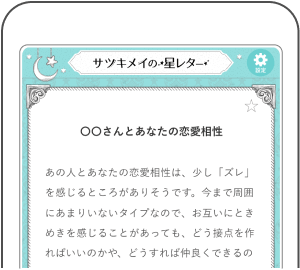 サツキメイの・星レター・
設定
〇〇さんとあなたの恋愛相性
あの人とあなたの恋愛相性は、少し「ズレ」
を感じるところがありそうです。今まで周囲
にあまりいないタイプなので、お互いにとき
めきを感じることがあっても、どう接点を作
ればいいのかや、どうすれば仲良くできるの